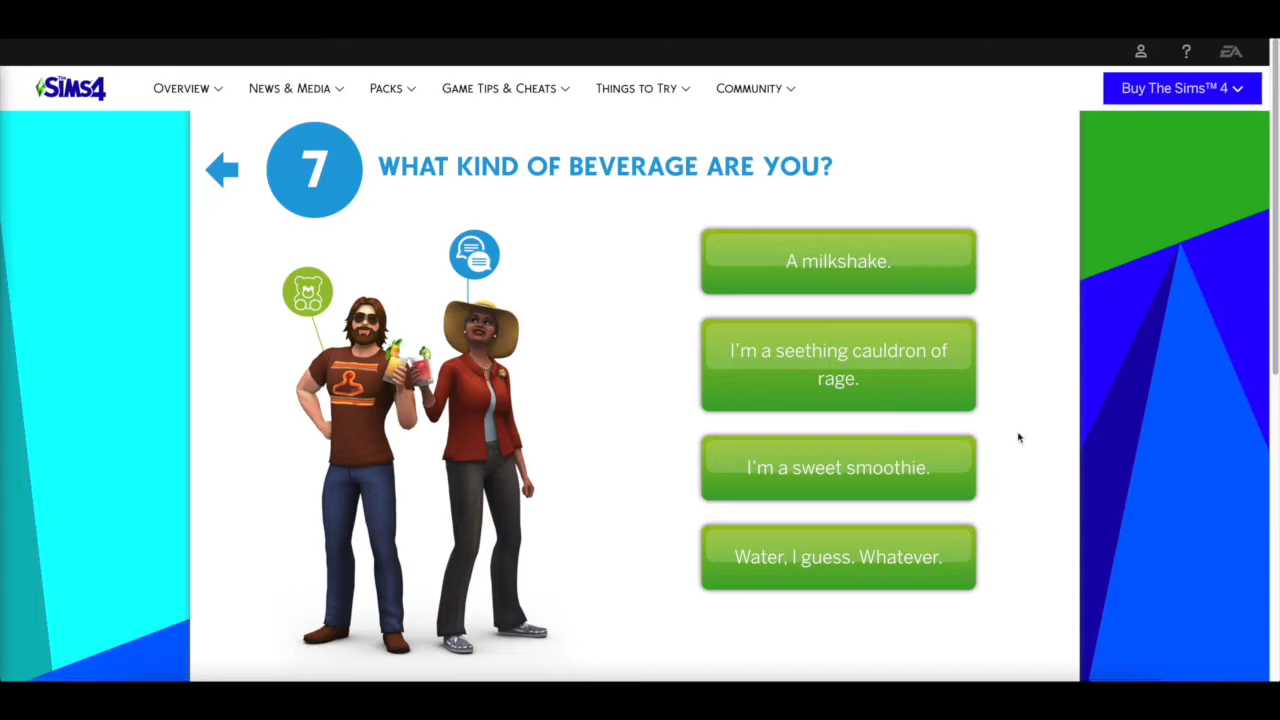 EA
The SIMS 4
OVERVIEW
NEWS & MEDIA
PACKS
GAME TIPS & CHEATS
THINGS TO TRY
COMMUNITY
Buy The Sims™ 4
7
WHAT KIND OF BEVERAGE ARE YOU?
A milkshake.
I'm a seething cauldron of
rage.
I'm a sweet smoothie.
Water, I guess. Whatever.